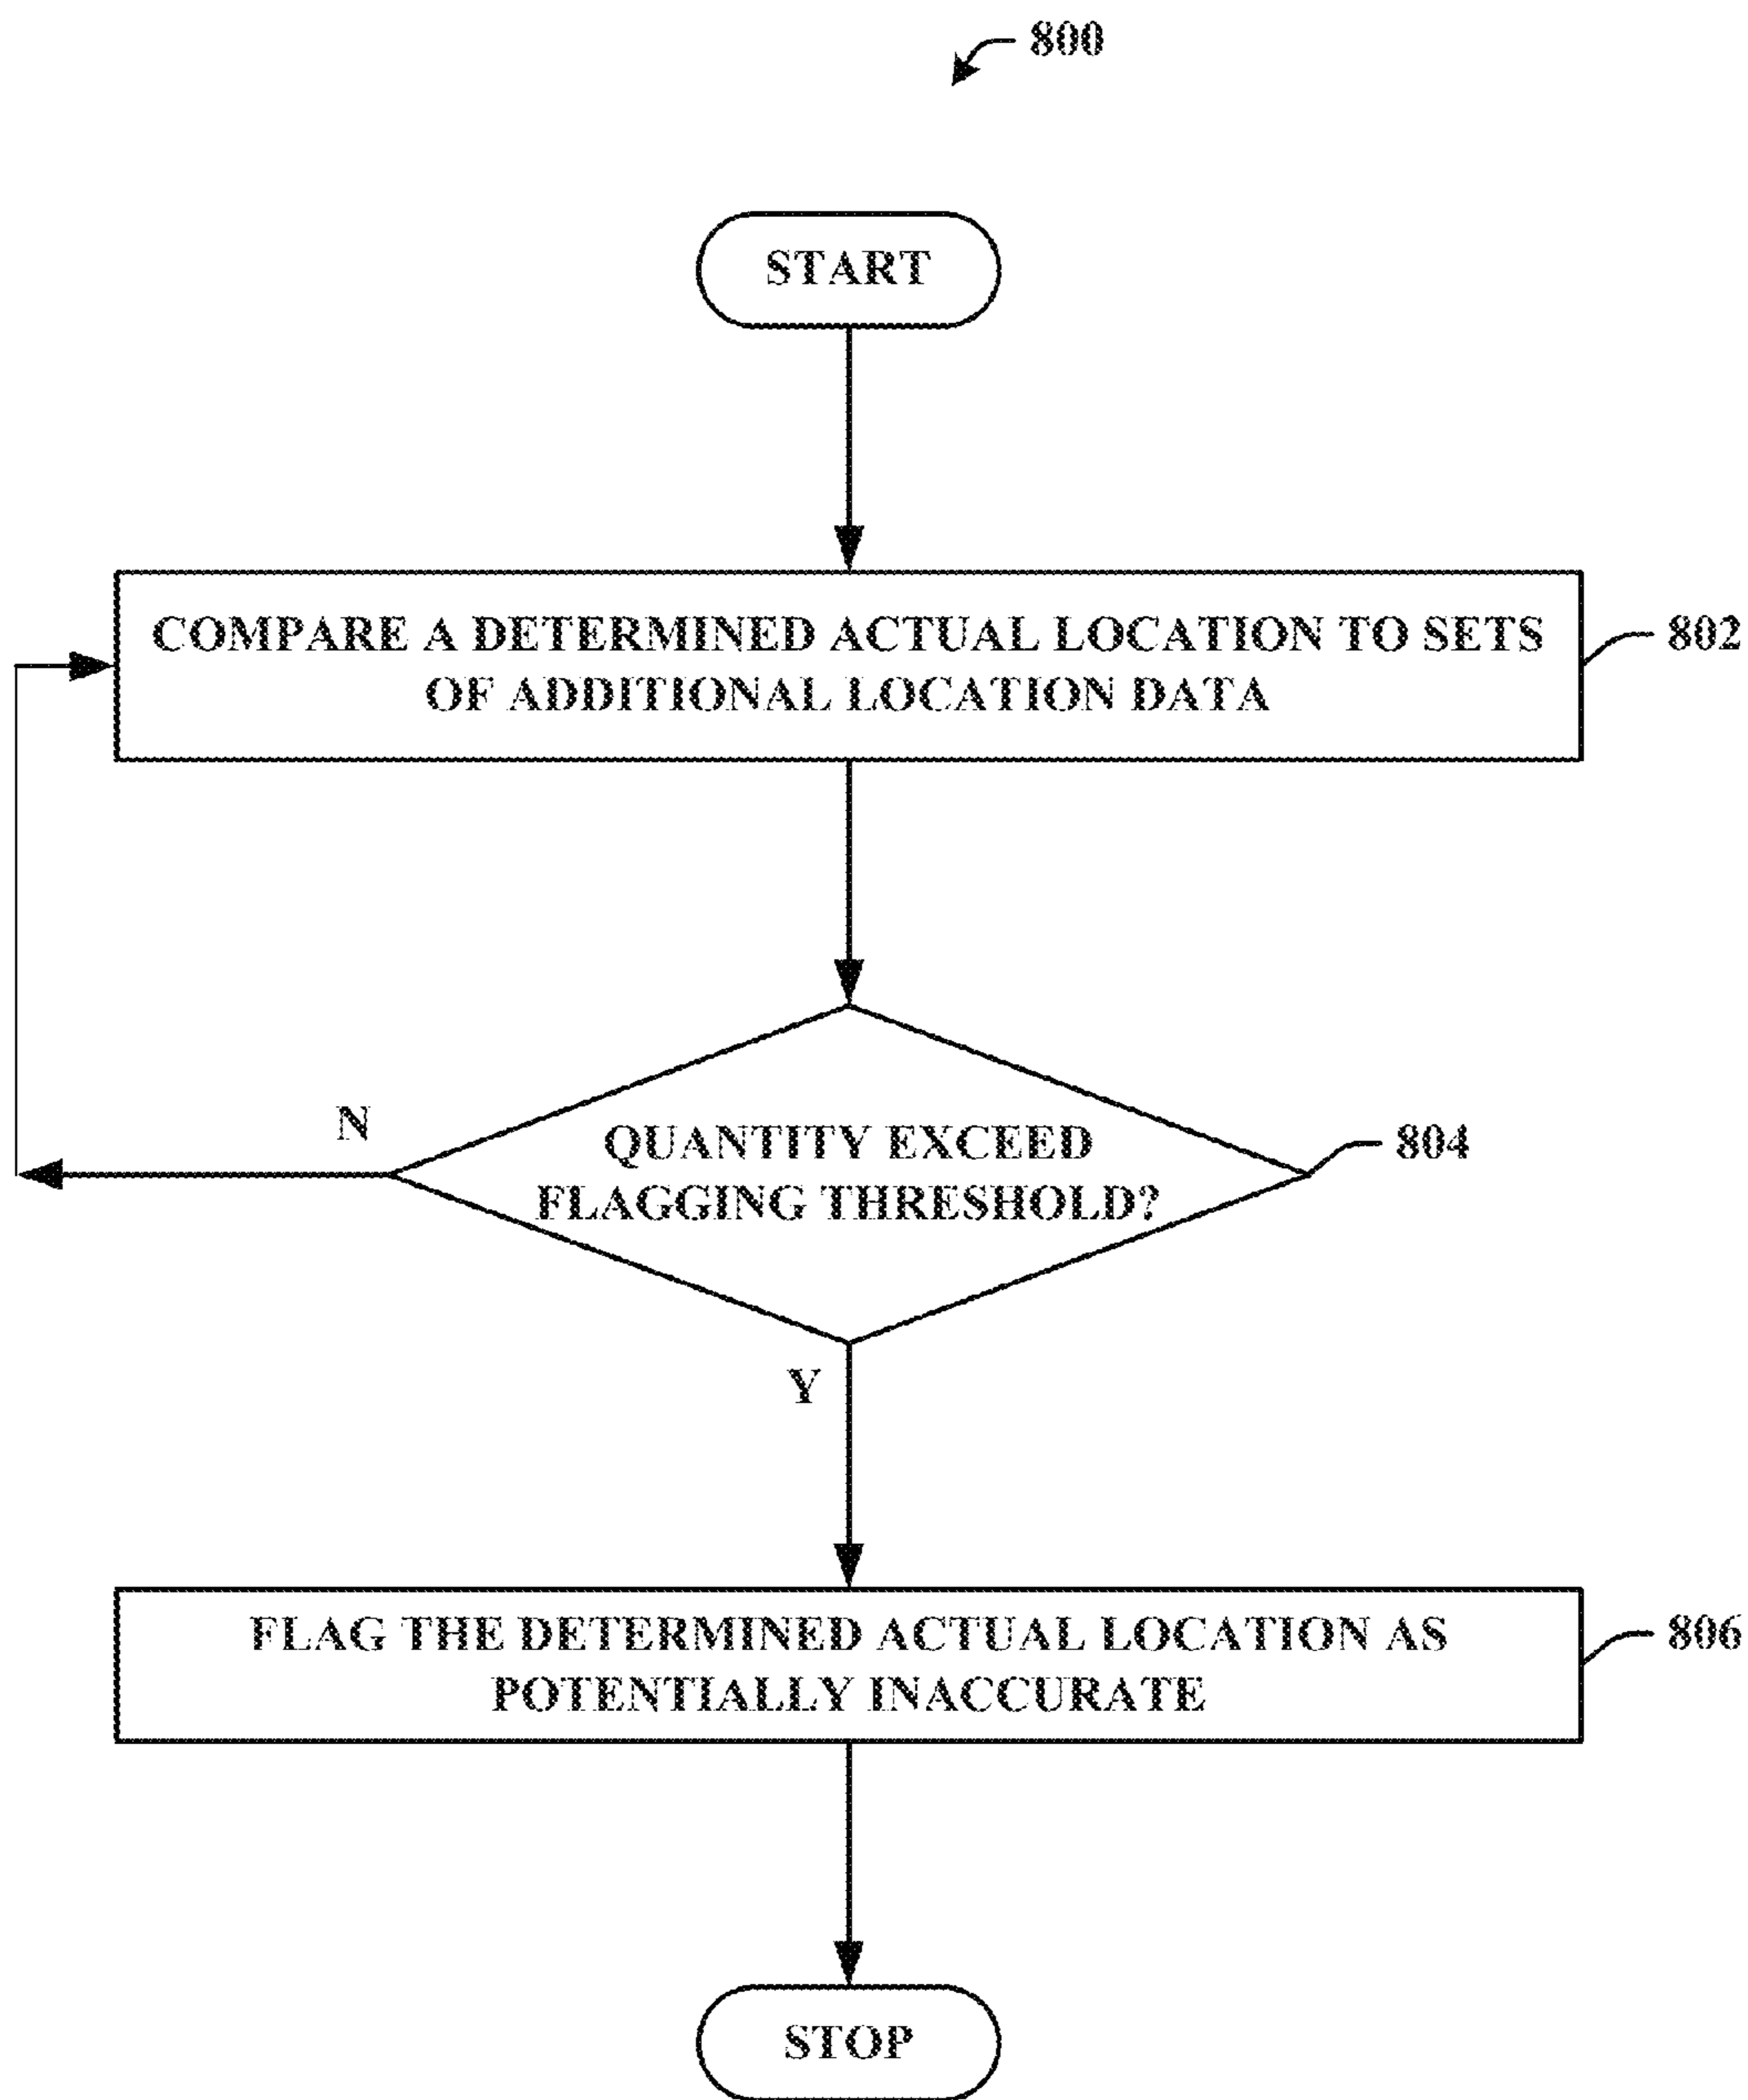 800
START
COMPARE A DETERMINED ACTUAL LOCATION TO SETS
OF ADDITIONAL LOCATION DATA
802
N
QUANTITY EXCEED
FLAGGING THRESHOLD?
804
Y
FLAG THE DETERMINED ACTUAL LOCATION AS
POTENTIALLY INACCURATE
806
STOP